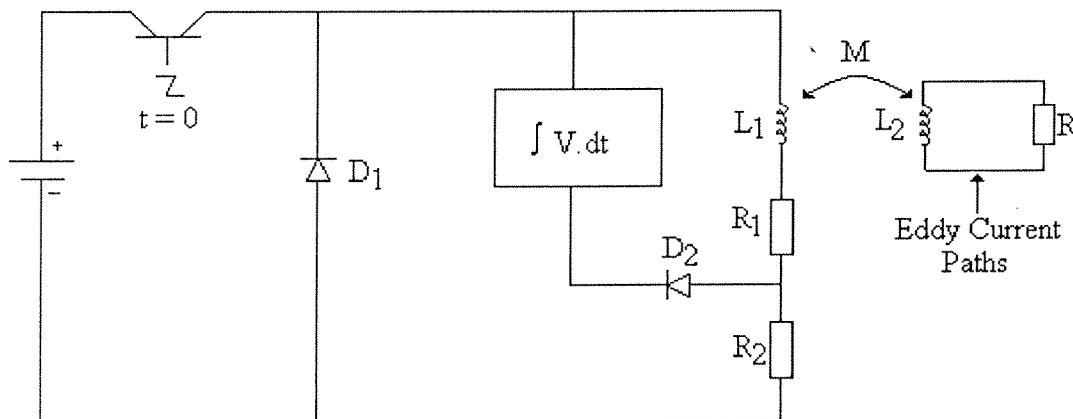 M
+
-
t = 0
D1
∫ V.dt
L1
L2
R
R1
D2
R2
Eddy Current
Paths